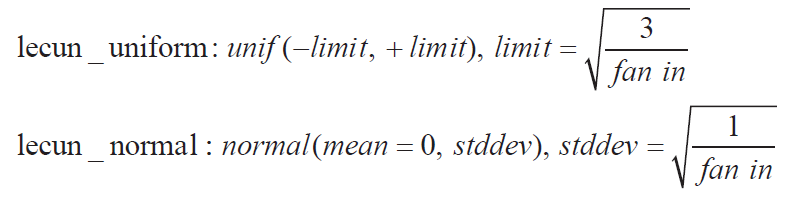 lecun _ uniform: unif (–limit, + limit), limit = √(3 / fan in)
lecun _ normal : normal(mean = 0, stddev), stddev = √(1 / fan in)